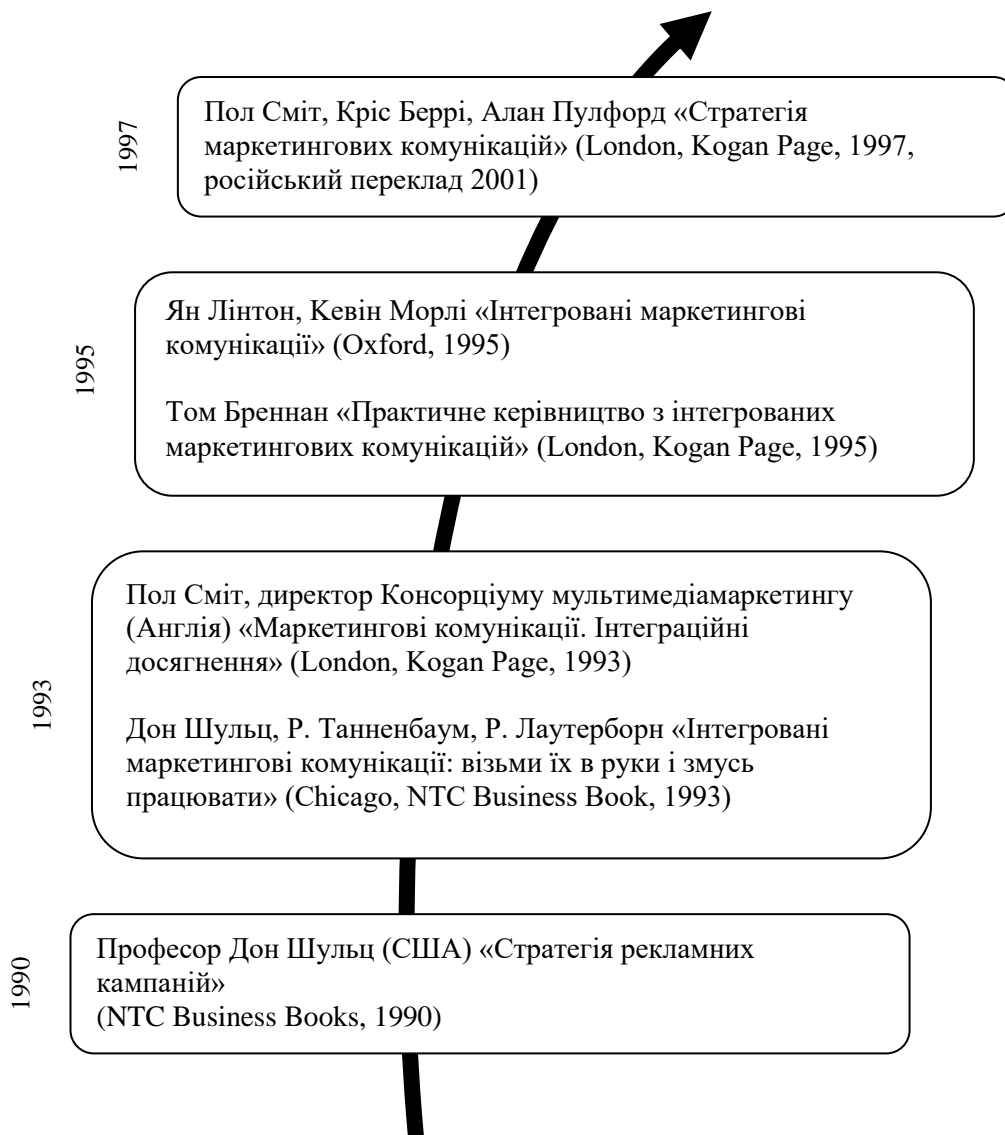 1997
Пол Сміт, Кріс Беррі, Алан Пулфорд «Стратегія
маркетингових комунікацій» (London, Kogan Page, 1997,
російський переклад 2001)
1995
Ян Лінтон, Кевін Морлі «Інтегровані маркетингові
комунікації» (Oxford, 1995)
Том Бреннан «Практичне керівництво з інтегрованих
маркетингових комунікацій» (London, Kogan Page, 1995)
1993
Пол Сміт, директор Консорціуму мультимедіамаркетингу
(Англія) «Маркетингові комунікації. Інтеграційні
досягнення» (London, Kogan Page, 1993)
Дон Шульц, Р. Танненбаум, Р. Лаутерборн «Інтегровані
маркетингові комунікації: візьми їх в руки і змусь
працювати» (Chicago, NTC Business Book, 1993)
1990
Професор Дон Шульц (США) «Стратегія рекламних
кампаній»
(NTC Business Books, 1990)